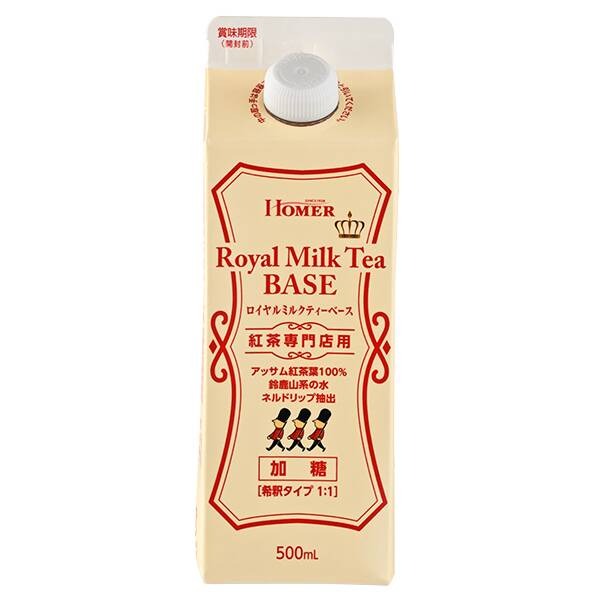 賞味期限
(開封前)
SINCE 1928
HOMER
Royal Milk Tea
BASE
ロイヤルミルクティーベース
紅茶専門店用
アッサム紅茶葉100%
鈴鹿山系の水
ネルドリップ抽出
加糖
[希釈タイプ 1:1]
500mL